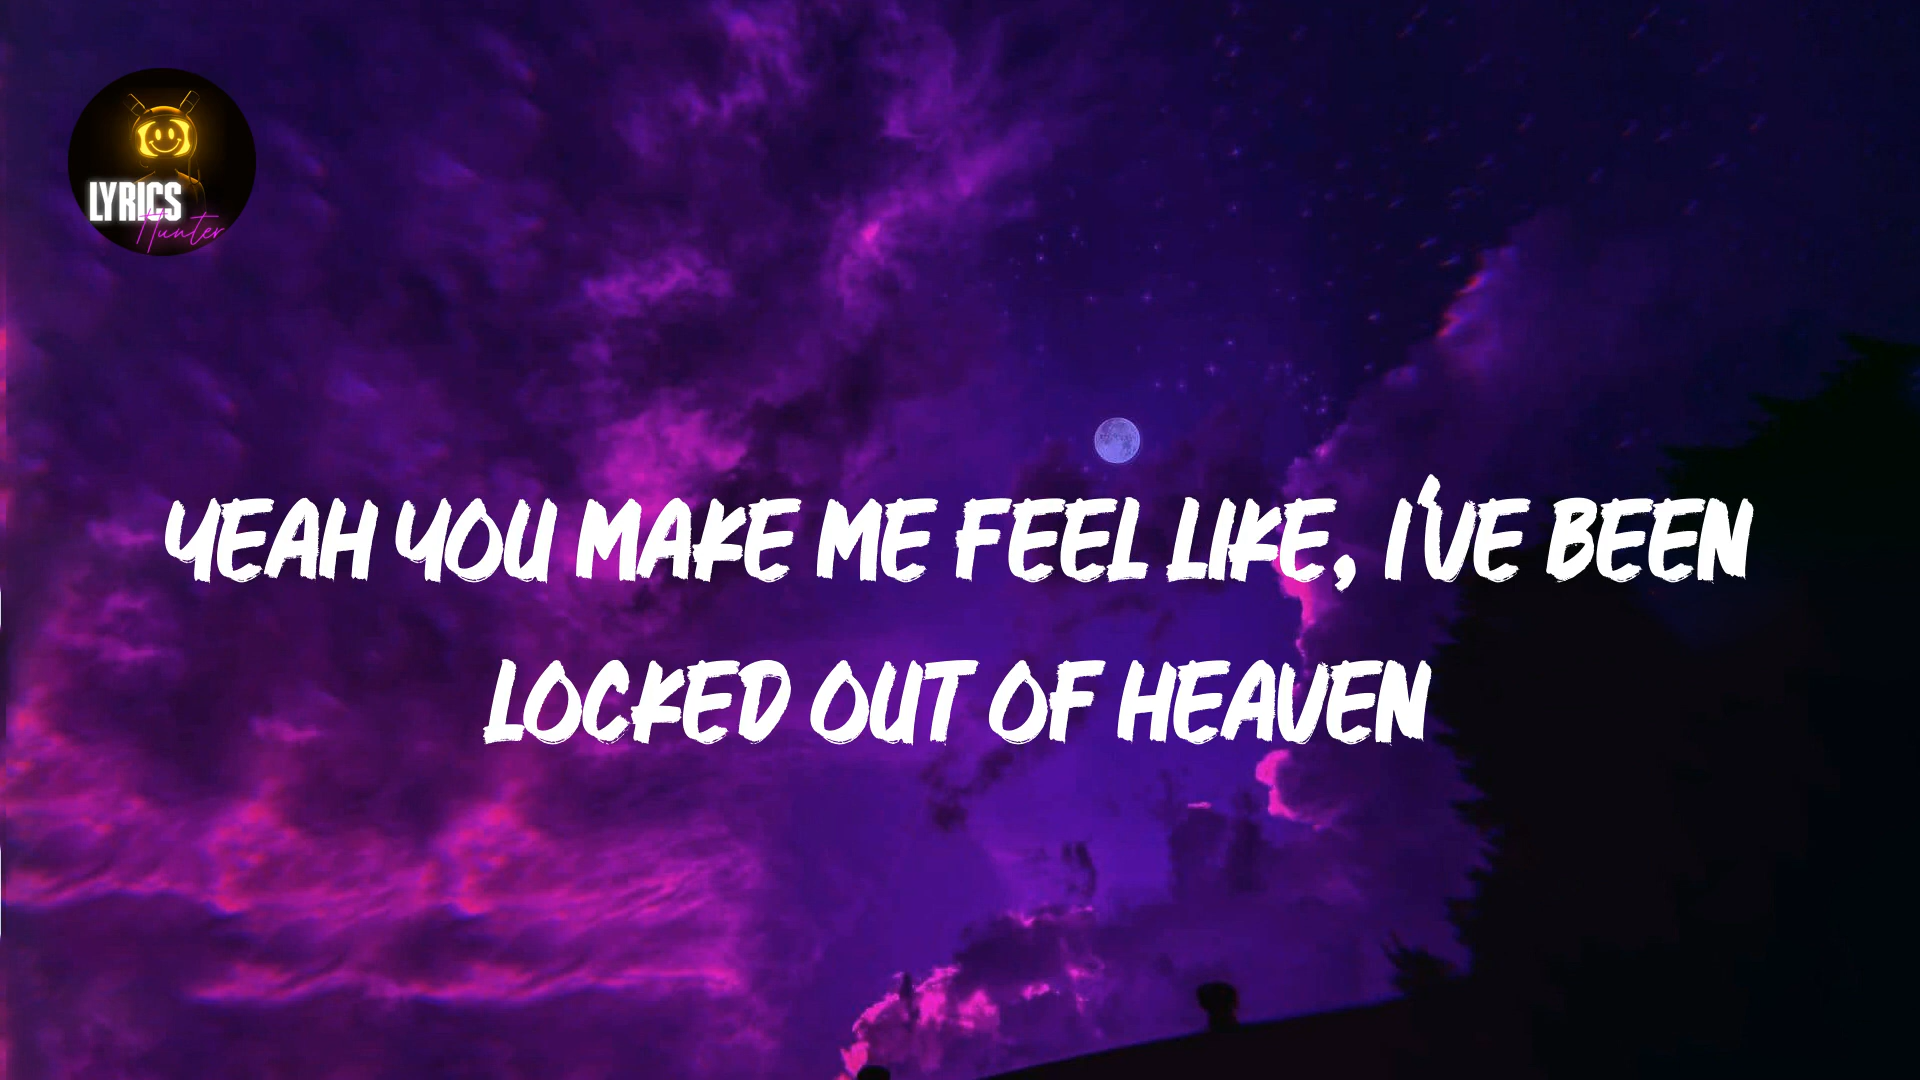 LYRICS
Hunter
YEAH YOU MAKE ME FEEL LIKE, I'VE BEEN
LOCKED OUT OF HEAVEN